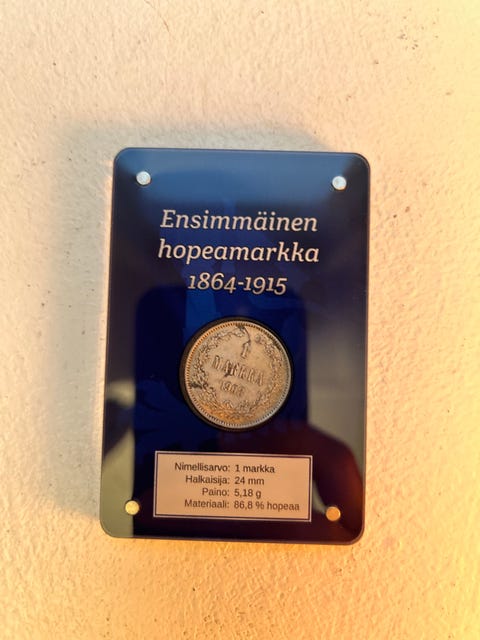 Ensimmäinen
hopeamarkka
1864-1915
1
MARKKA
Nimellisarvo: 1 markka
Halkaisija: 24 mm
Paino: 5,18 g
Materiaali: 86,8 % hopeaa